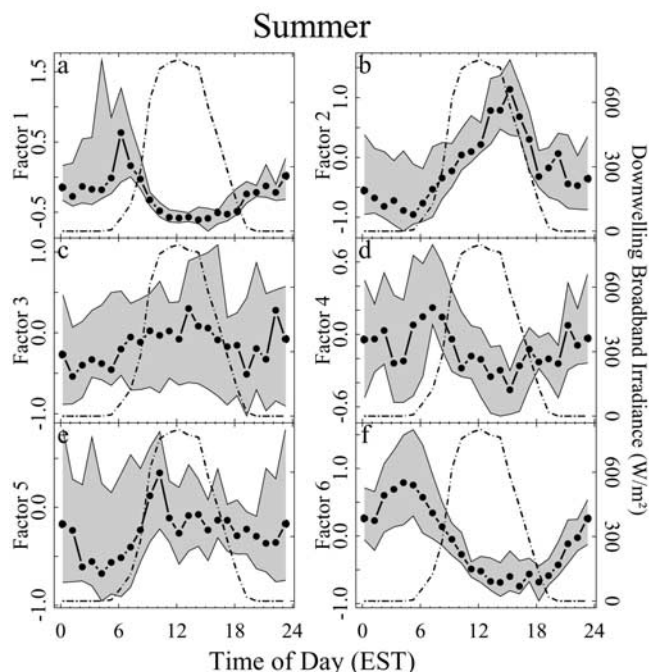 Summer
a
1.5
0.5
-0.5
Factor 1
b
1.0
0.0
-1.0
Factor 2
800
600
300
0
c
1.0
0.0
-1.0
Factor 3
d
0.6
0.0
-0.6
Factor 4
600
300
0
e
0.0
-1.0
Factor 5
f
1.0
0.0
-1.0
Factor 6
600
300
0
Downwelling Broadband Irradiance (W/m²)
0 6 12 18 24
0 6 12 18 24
Time of Day (EST)